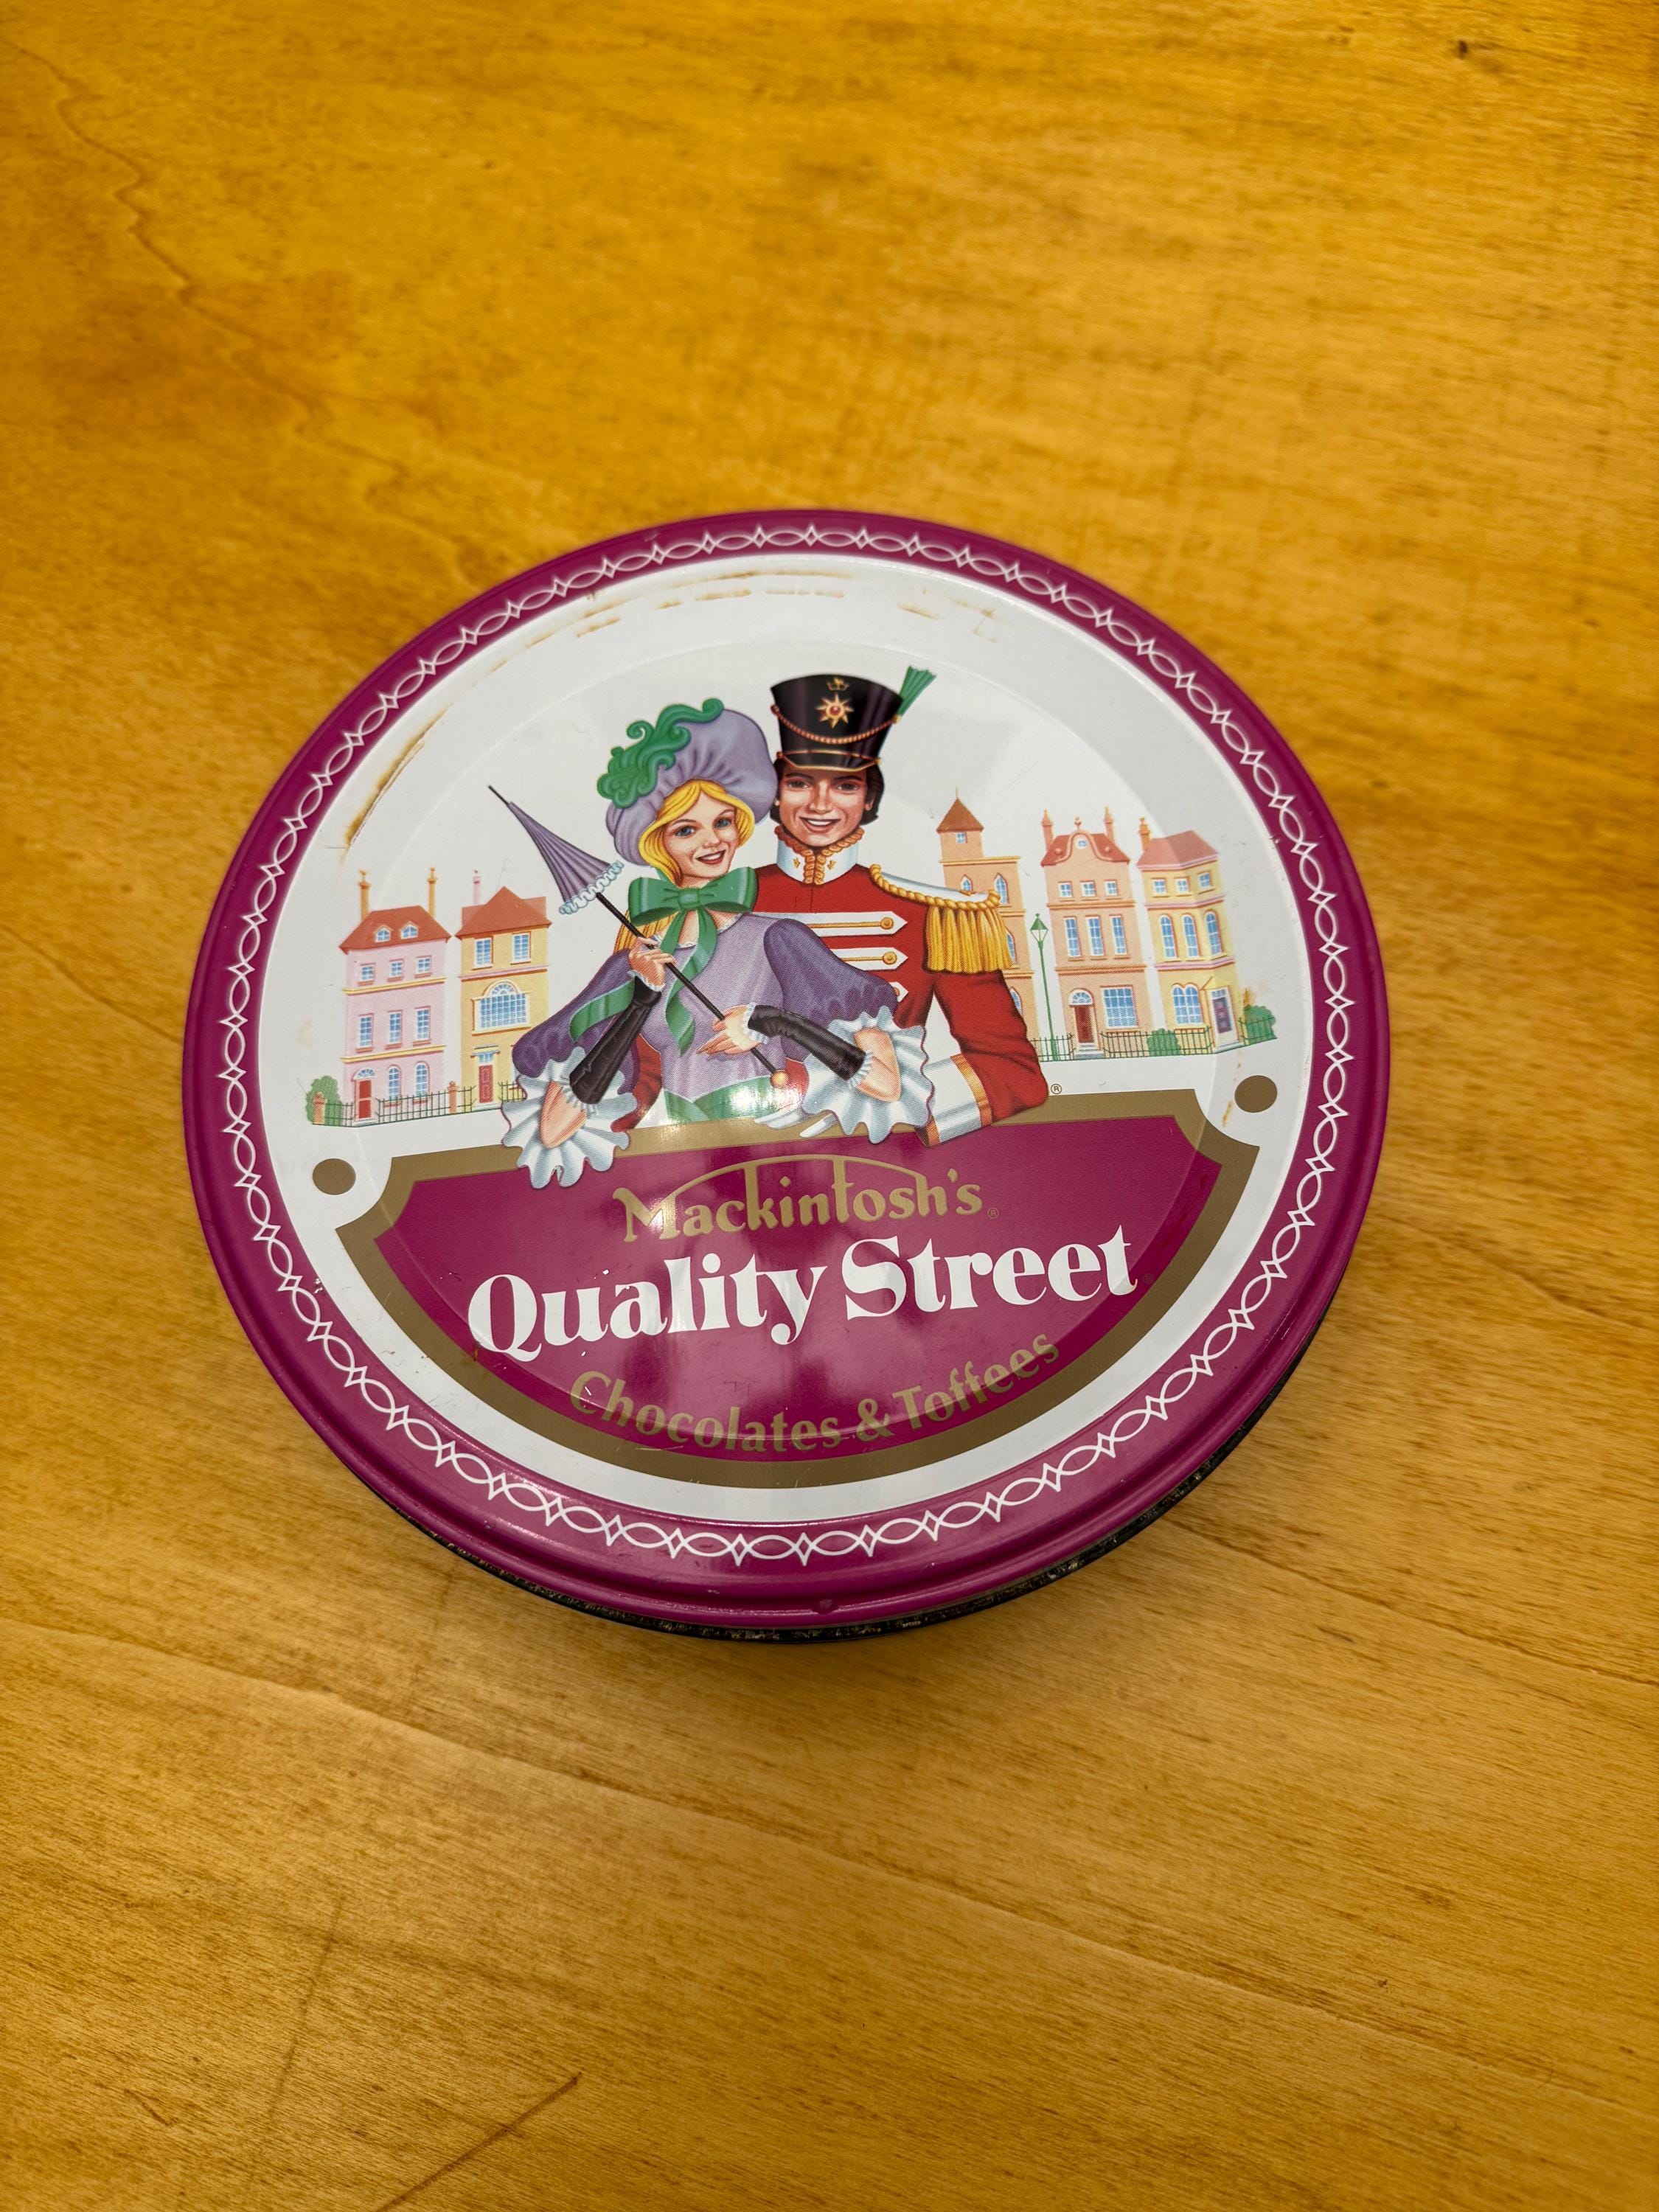 Mackintosh's®
Quality Street
Chocolates & Toffees
®